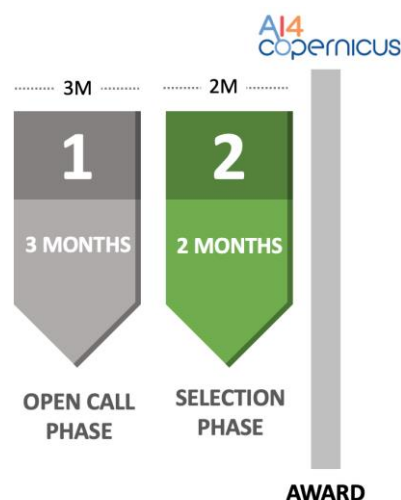 AI4
copernicus
3M
2M
1
2
3 MONTHS
2 MONTHS
OPEN CALL
PHASE
SELECTION
PHASE
AWARD